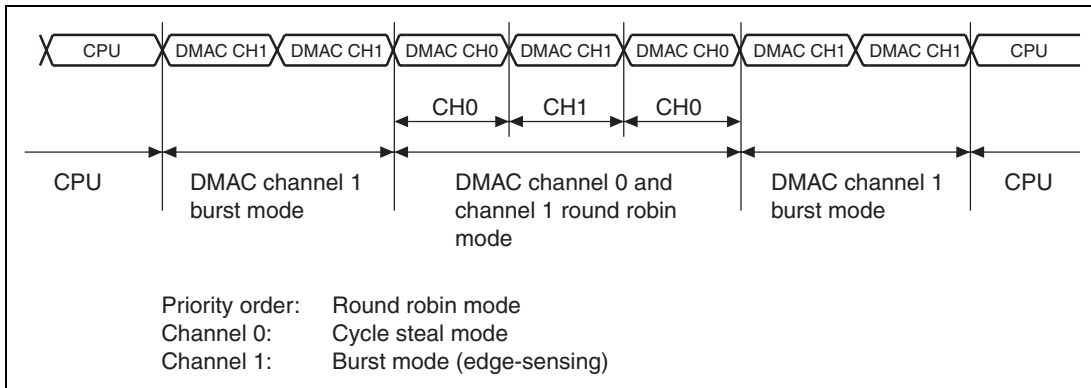 CPU DMAC CH1 DMAC CH1 DMAC CH0 DMAC CH1 DMAC CH0 DMAC CH1 DMAC CH1 CPU
CH0 CH1 CH0
CPU
DMAC channel 1
burst mode
DMAC channel 0 and
channel 1 round robin
mode
DMAC channel 1
burst mode
CPU
Priority order: Round robin mode
Channel 0: Cycle steal mode
Channel 1: Burst mode (edge-sensing)